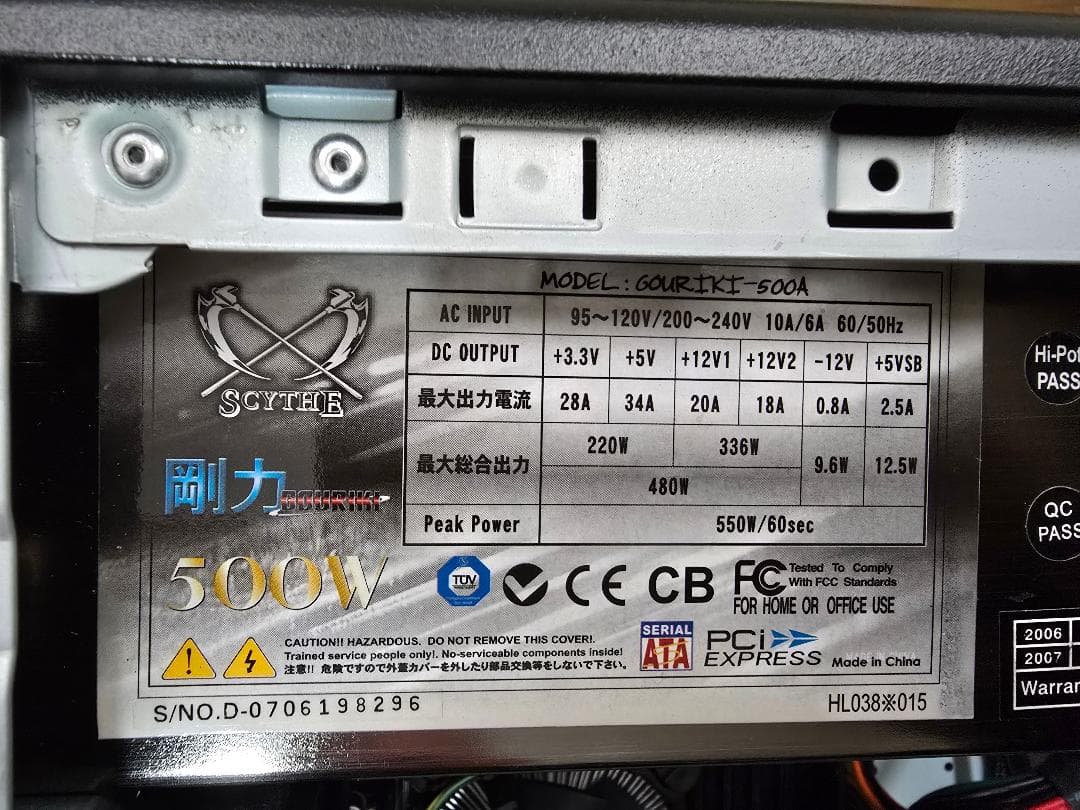 MODEL : GOURIKI-500A
AC INPUT 95～120V/200～240V 10A/6A 60/50Hz
DC OUTPUT +3.3V +5V +12V1 +12V2 -12V +5VSB
最大出力電流 28A 34A 20A 18A 0.8A 2.5A
最大総合出力 220W 336W 9.6W 12.5W
480W
Peak Power 550W/60sec
SCYTHE
剛力 GOURIKI
500W
TÜV
CE
CB
FC Tested To Comply
With FCC Standards
FOR HOME OR OFFICE USE
CAUTION!! HAZARDOUS. DO NOT REMOVE THIS COVER!.
Trained service people only!. No-serviceable components inside!
注意!! 危険ですので外蓋カバーを外したり部品交換等をしないで下さい。
SERIAL
ATA
PCi
EXPRESS
Made in China
S/NO.D-0706198296
HL038※015
Hi-Pot
PASS
QC
PASS
2006
2007
Warran